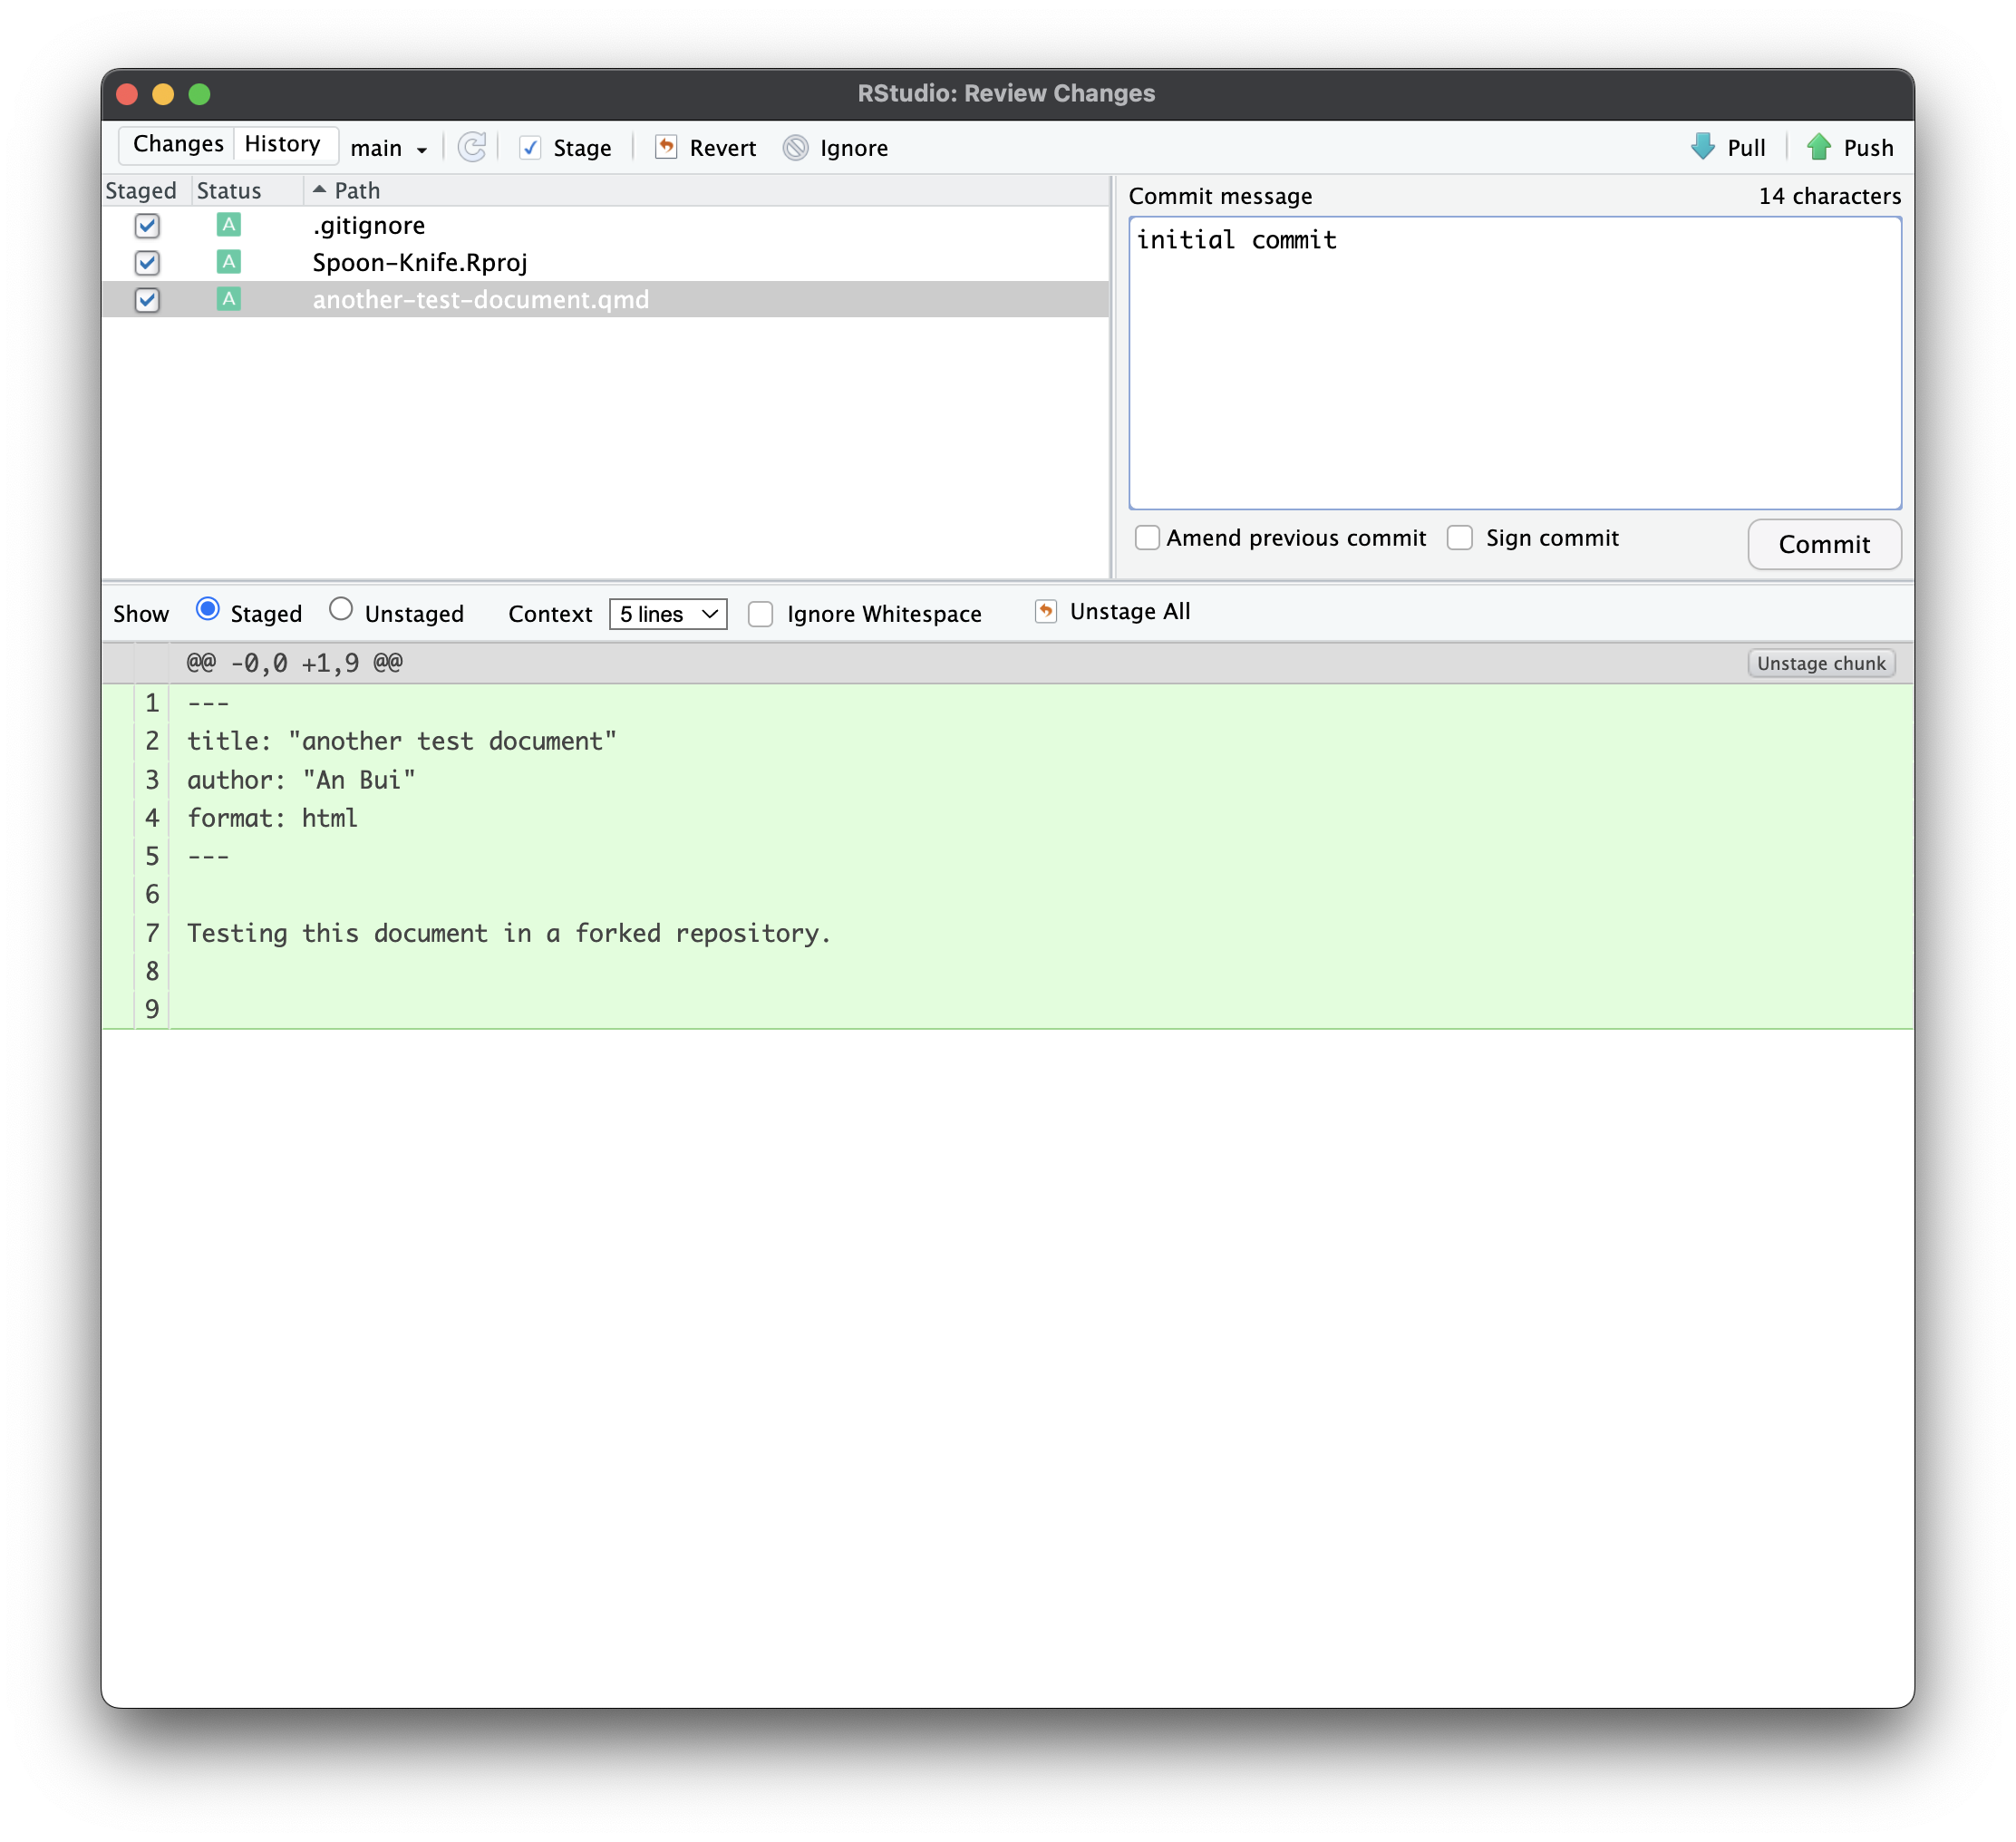 RStudio: Review Changes
Changes History main Stage Revert Ignore Pull Push
Staged Status Path
A .gitignore
A Spoon-Knife.Rproj
A another-test-document.qmd
Commit message 14 characters
initial commit
Amend previous commit Sign commit Commit
Show Staged Unstaged Context 5 lines Ignore Whitespace Unstage All
@@ -0,0 +1,9 @@ Unstage chunk
1 ---
2 title: "another test document"
3 author: "An Bui"
4 format: html
5 ---
6
7 Testing this document in a forked repository.
8
9